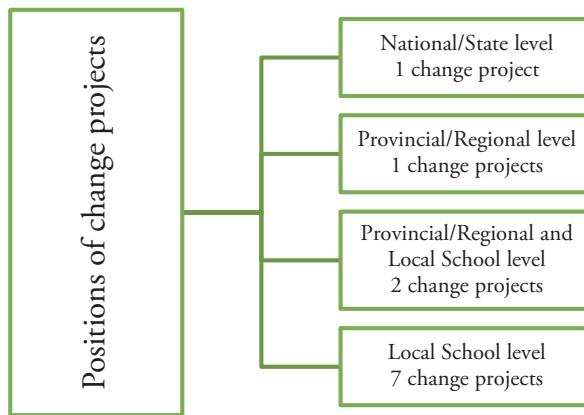 Positions of change projects
National/State level
1 change project
Provincial/Regional level
1 change projects
Provincial/Regional and
Local School level
2 change projects
Local School level
7 change projects